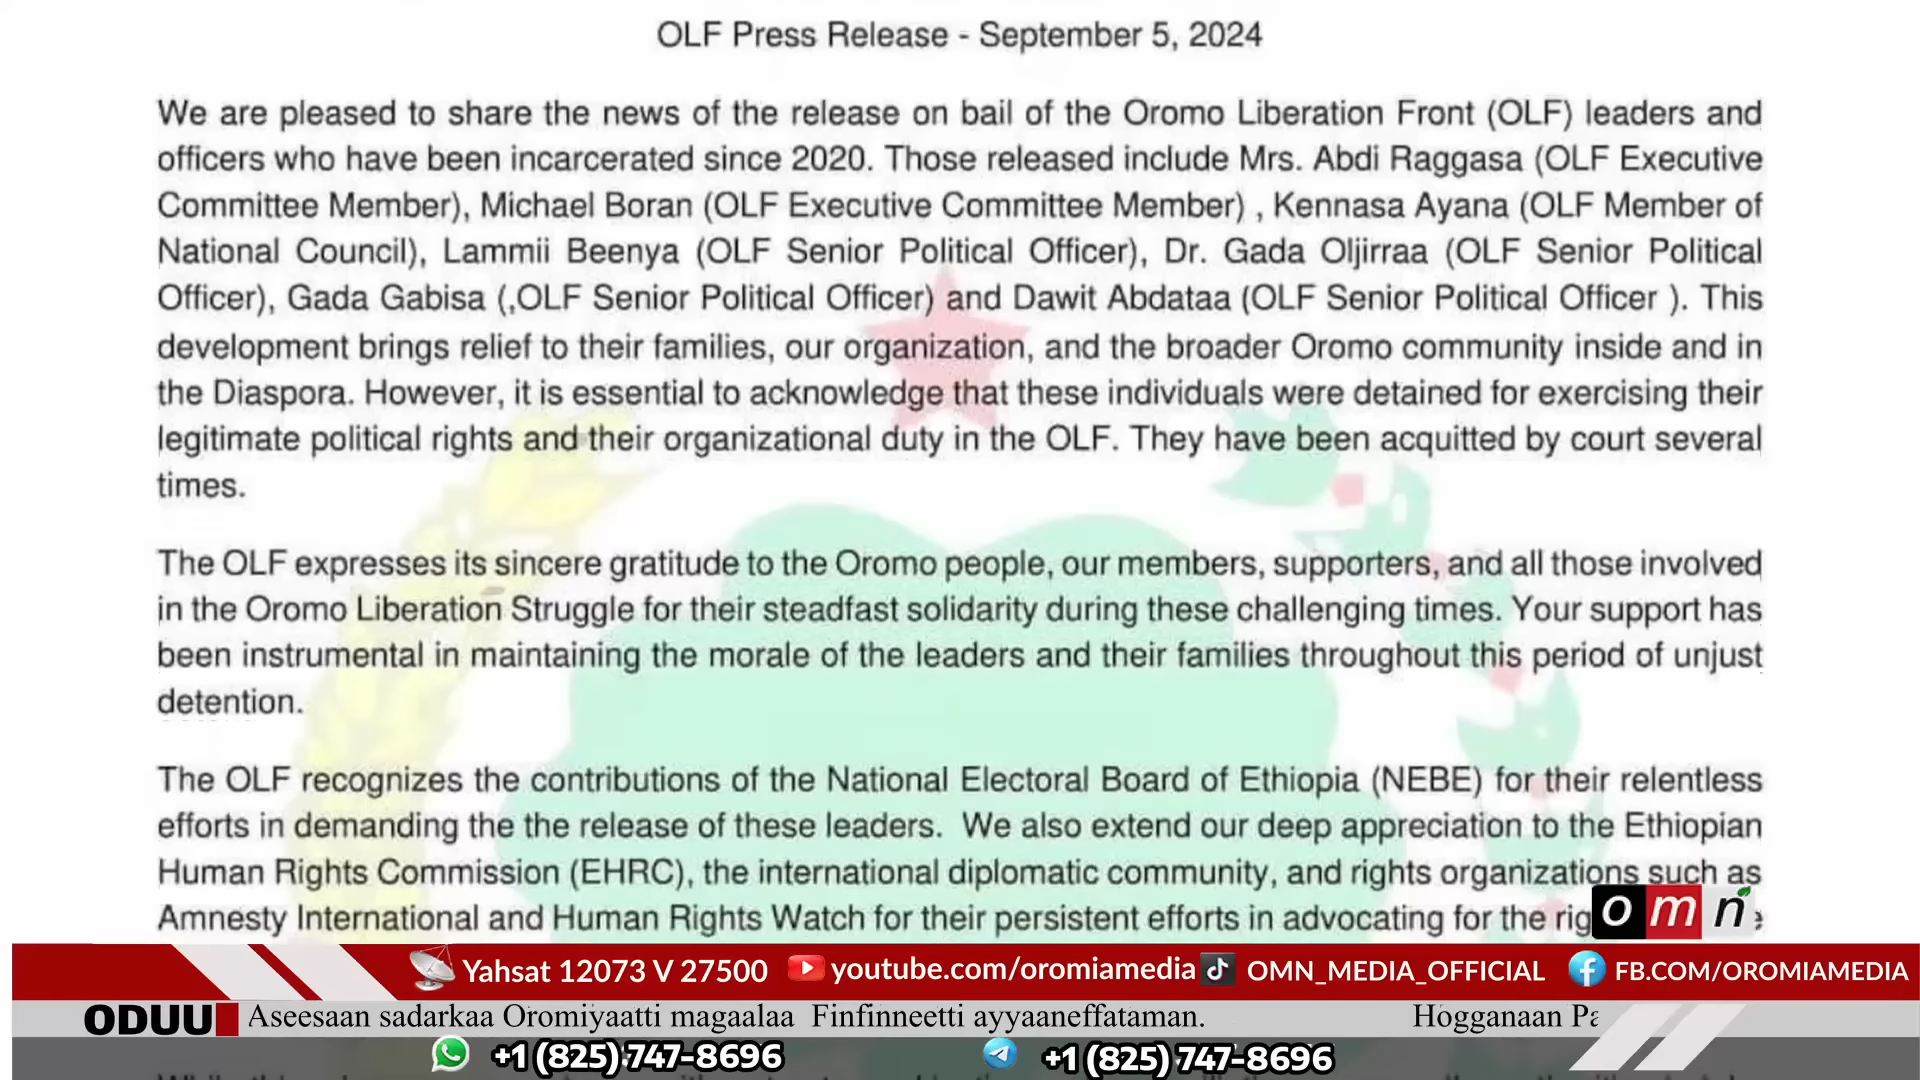 OLF Press Release - September 5, 2024
We are pleased to share the news of the release on bail of the Oromo Liberation Front (OLF) leaders and
officers who have been incarcerated since 2020. Those released include Mrs. Abdi Raggasa (OLF Executive
Committee Member), Michael Boran (OLF Executive Committee Member) , Kennasa Ayana (OLF Member of
National Council), Lammii Beenya (OLF Senior Political Officer), Dr. Gada Oljirraa (OLF Senior Political
Officer), Gada Gabisa (,OLF Senior Political Officer) and Dawit Abdataa (OLF Senior Political Officer ). This
development brings relief to their families, our organization, and the broader Oromo community inside and in
the Diaspora. However, it is essential to acknowledge that these individuals were detained for exercising their
legitimate political rights and their organizational duty in the OLF. They have been acquitted by court several
times.
The OLF expresses its sincere gratitude to the Oromo people, our members, supporters, and all those involved
in the Oromo Liberation Struggle for their steadfast solidarity during these challenging times. Your support has
been instrumental in maintaining the morale of the leaders and their families throughout this period of unjust
detention.
The OLF recognizes the contributions of the National Electoral Board of Ethiopia (NEBE) for their relentless
efforts in demanding the the release of these leaders. We also extend our deep appreciation to the Ethiopian
Human Rights Commission (EHRC), the international diplomatic community, and rights organizations such as
Amnesty International and Human Rights Watch for their persistent efforts in advocating for the
omn
Yahsat 12073 V 27500 youtube.com/oromiamedia OMN_MEDIA_OFFICIAL FB.COM/OROMIAMEDIA
ODUU Aseesaan sadarkaa Oromiyaatti magaalaa Finfinneetti ayyaaneffataman. Hogganaan
+1 (825) 747-8696 +1 (825) 747-8696